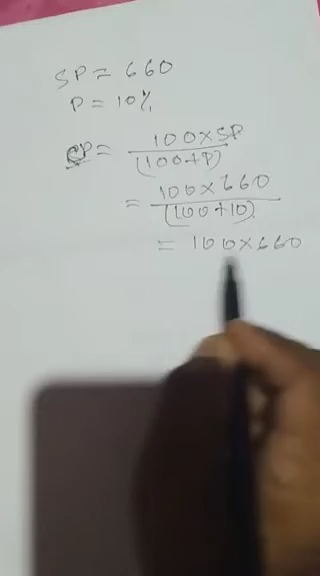 SP = 660
P = 10%
CP = 100 × SP / (100 + P)
= 100 × 660 / (100 + 10)
= 100 × 660